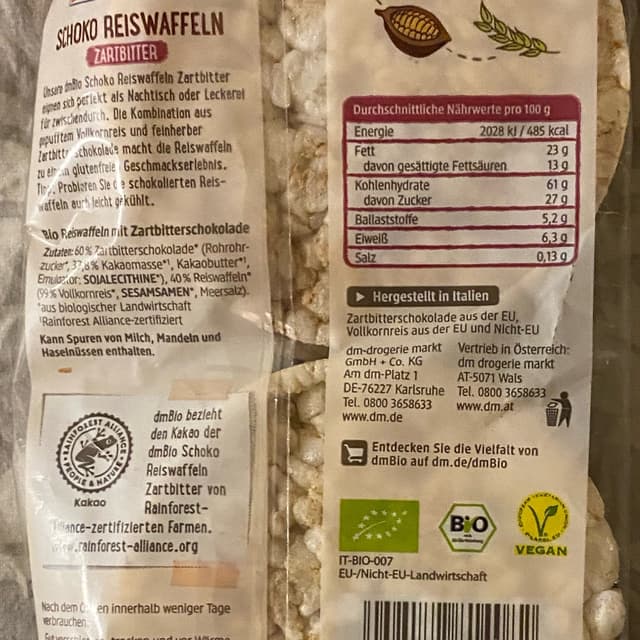 SCHOKO REISWAFFELN
ZARTBITTER
Unsere dmBio Schoko Reiswaffeln Zartbitter
eignen sich perfekt als Nachtisch oder Leckerei
für zwischendurch. Die Kombination aus
gepufftem Vollkornreis und feinherber
Zartbitterschokolade macht die Reiswaffeln
zu einem glutenfreien Geschmackserlebnis.
Tipp: Probieren Sie die schokolierten Reis-
waffeln auch leicht gekühlt.
Bio Reiswaffeln mit Zartbitterschokolade
Zutaten: 60 % Zartbitterschokolade* (Rohrohr-
zucker*, Kakaomasse*¹, Kakaobutter*¹,
Emulgator: SOJALECITHINE*), 40 % Reiswaffeln*
(99 % Vollkornreis*, SESAMSAMEN*, Meersalz).
*aus biologischer Landwirtschaft
¹Rainforest Alliance-zertifiziert
Kann Spuren von Milch, Mandeln und
Haselnüssen enthalten.
RAINFOREST ALLIANCE
PEOPLE & NATURE
Kakao
dmBio bezieht
den Kakao der
dmBio Schoko
Reiswaffeln
Zartbitter von
Rainforest-
Alliance-zertifizierten Farmen.
www.rainforest-alliance.org
Nach dem Öffnen innerhalb weniger Tage
verbrauchen.
Durchschnittliche Nährwerte pro 100 g
Energie 2028 kJ / 485 kcal
Fett 23 g
davon gesättigte Fettsäuren 13 g
Kohlenhydrate 61 g
davon Zucker 27 g
Ballaststoffe 5,2 g
Eiweiß 6,3 g
Salz 0,13 g
Hergestellt in Italien
Zartbitterschokolade aus der EU,
Vollkornreis aus der EU und Nicht-EU
dm-drogerie markt
GmbH + Co. KG
Am dm-Platz 1
DE-76227 Karlsruhe
Tel. 0800 3658633
www.dm.de
Vertrieb in Österreich:
dm drogerie markt
AT-5071 Wals
Tel. 0800 3658633
www.dm.at
Entdecken Sie die Vielfalt von
dmBio auf dm.de/dmBio
Bio
VEGAN
IT-BIO-007
EU-/Nicht-EU-Landwirtschaft